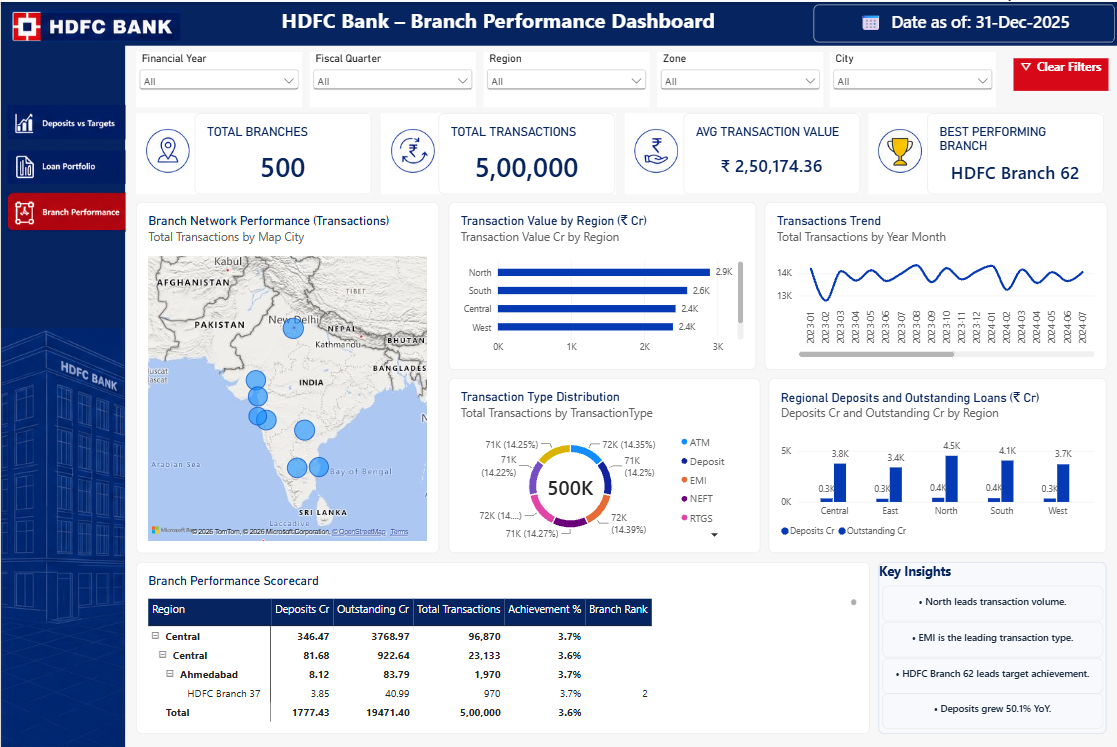 HDFC BANK
HDFC Bank – Branch Performance Dashboard
Date as of: 31-Dec-2025
Financial Year
All
Fiscal Quarter
All
Region
All
Zone
All
City
All
Clear Filters
Deposits vs Targets
Loan Portfolio
Branch Performance
HDFC BANK
TOTAL BRANCHES
500
TOTAL TRANSACTIONS
5,00,000
AVG TRANSACTION VALUE
₹ 2,50,174.36
BEST PERFORMING
BRANCH
HDFC Branch 62
Branch Network Performance (Transactions)
Total Transactions by Map City
Kabul
AFGHANISTAN
TIBET
PAKISTAN
New Delhi
NEPAL
Kathmandu
BHUTAN
BANGLADES
INDIA
Arabian Sea
Bay of Bengal
SRI LANKA
Laccadive
© 2026 TomTom, © 2026 Microsoft Corporation, © OpenStreetMap Terms
Transaction Value by Region (₹ Cr)
Transaction Value Cr by Region
North 2.9K
South 2.6K
Central 2.4K
West 2.4K
0K 1K 2K 3K
Transactions Trend
Total Transactions by Year Month
14K
13K
2023-01 2023-02 2023-03 2023-04 2023-05 2023-06 2023-07 2023-08 2023-09 2023-10 2023-11 2023-12 2024-01 2024-02 2024-03 2024-04 2024-05 2024-06 2024-07
Transaction Type Distribution
Total Transactions by TransactionType
71K (14.25%)
72K (14.35%)
71K
(14.22%)
71K
(14.2%)
500K
72K (14....)
72K
(14.39%)
71K (14.27%)
ATM
Deposit
EMI
NEFT
RTGS
Regional Deposits and Outstanding Loans (₹ Cr)
Deposits Cr and Outstanding Cr by Region
5K
0K
0.3K 3.8K
0.3K 3.4K
0.4K 4.5K
0.4K 4.1K
0.3K 3.7K
Central East North South West
Deposits Cr Outstanding Cr
Branch Performance Scorecard
Region Deposits Cr Outstanding Cr Total Transactions Achievement % Branch Rank
Central 346.47 3768.97 96,870 3.7%
Central 81.68 922.64 23,133 3.6%
Ahmedabad 8.12 83.79 1,970 3.7%
HDFC Branch 37 3.85 40.99 970 3.7% 2
Total 1777.43 19471.40 5,00,000 3.6%
Key Insights
• North leads transaction volume.
• EMI is the leading transaction type.
• HDFC Branch 62 leads target achievement.
• Deposits grew 50.1% YoY.